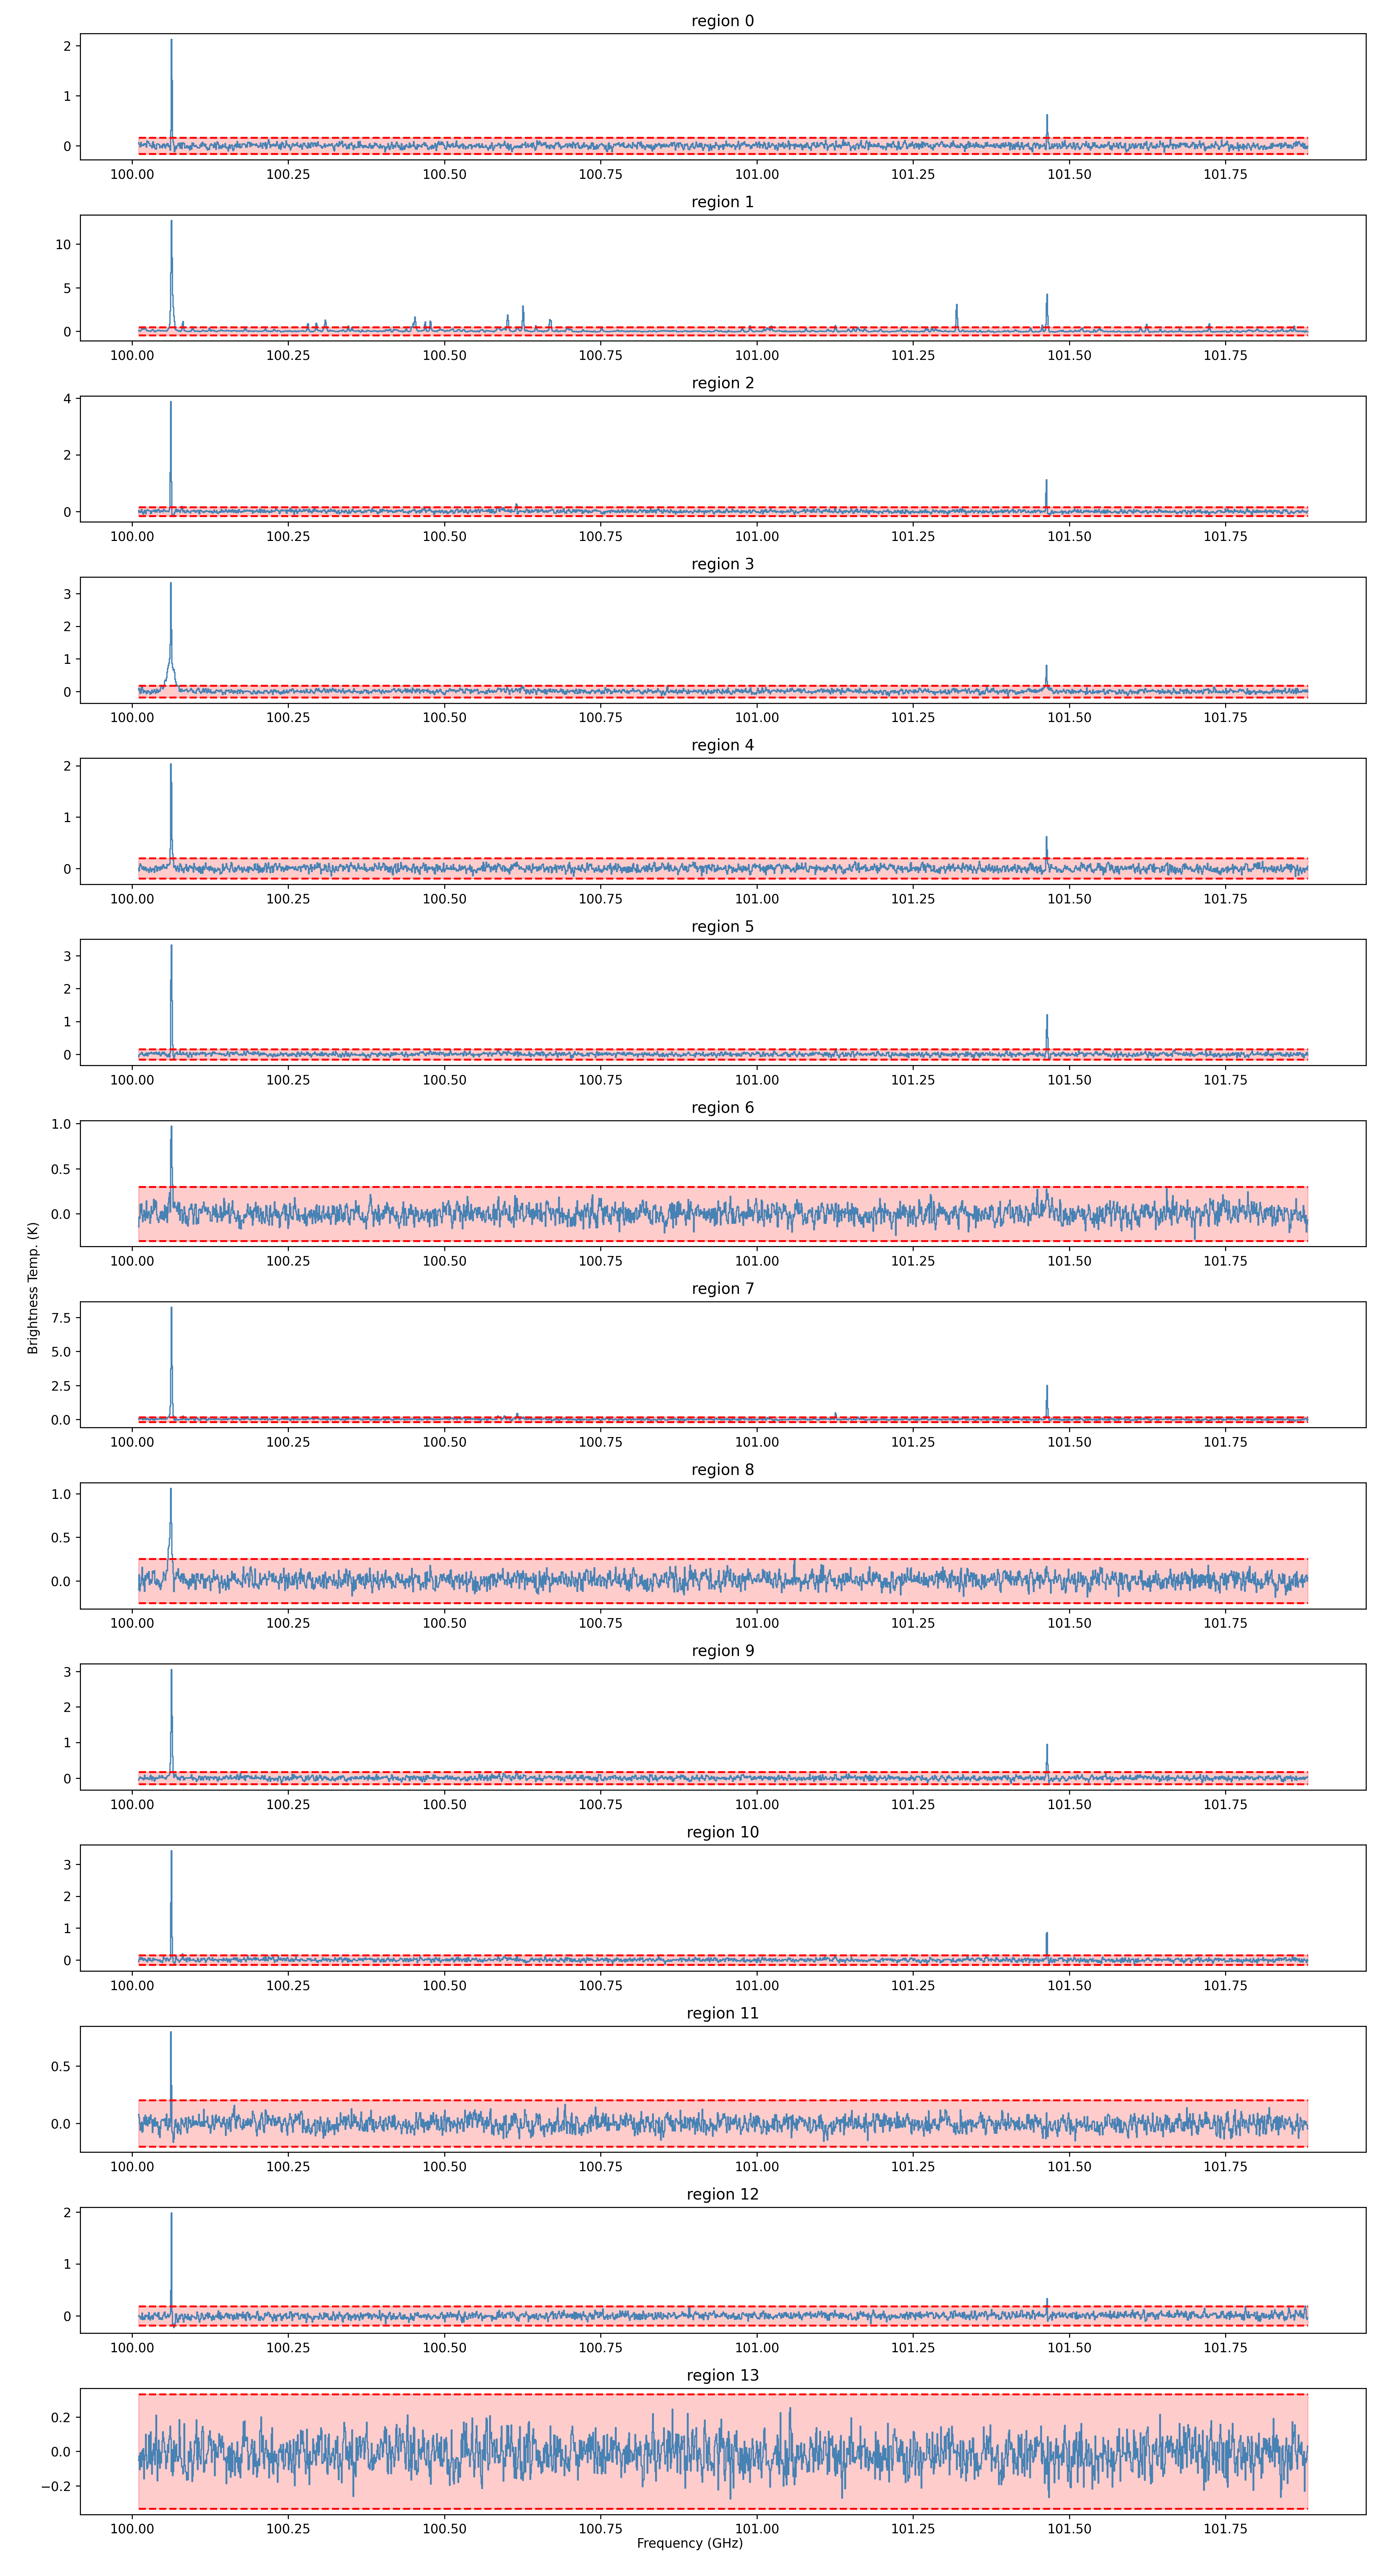 region 0
2
1
0
100.00 100.25 100.50 100.75 101.00 101.25 101.50 101.75
region 1
10
5
0
100.00 100.25 100.50 100.75 101.00 101.25 101.50 101.75
region 2
4
2
0
100.00 100.25 100.50 100.75 101.00 101.25 101.50 101.75
region 3
3
2
1
0
100.00 100.25 100.50 100.75 101.00 101.25 101.50 101.75
region 4
2
1
0
100.00 100.25 100.50 100.75 101.00 101.25 101.50 101.75
region 5
3
2
1
0
100.00 100.25 100.50 100.75 101.00 101.25 101.50 101.75
region 6
1.0
0.5
0.0
100.00 100.25 100.50 100.75 101.00 101.25 101.50 101.75
Brightness Temp. (K)
region 7
7.5
5.0
2.5
0.0
100.00 100.25 100.50 100.75 101.00 101.25 101.50 101.75
region 8
1.0
0.5
0.0
100.00 100.25 100.50 100.75 101.00 101.25 101.50 101.75
region 9
3
2
1
0
100.00 100.25 100.50 100.75 101.00 101.25 101.50 101.75
region 10
3
2
1
0
100.00 100.25 100.50 100.75 101.00 101.25 101.50 101.75
region 11
0.5
0.0
100.00 100.25 100.50 100.75 101.00 101.25 101.50 101.75
region 12
2
1
0
100.00 100.25 100.50 100.75 101.00 101.25 101.50 101.75
region 13
0.2
0.0
−0.2
100.00 100.25 100.50 100.75 101.00 101.25 101.50 101.75
Frequency (GHz)